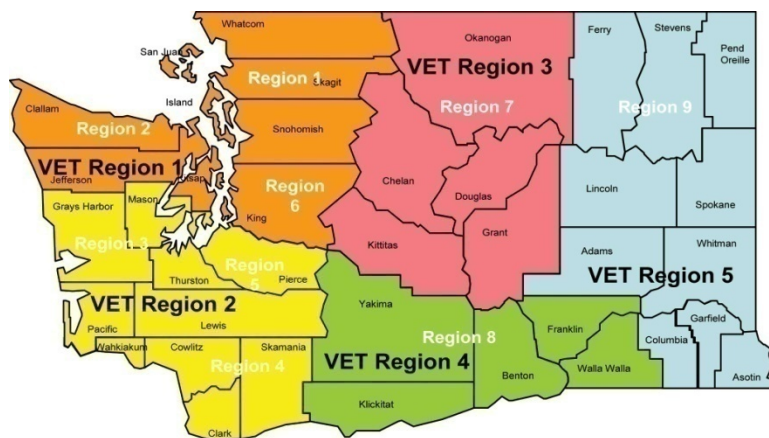 Whatcom
Okanogan
Ferry
Stevens
Pend
Oreille
San Juan
VET Region 3
Region 1
Skagit
Island
Region 7
Region 9
Clallam
Region 2
Snohomish
VET Region 1
Kitsap
Jefferson
Chelan
Lincoln
Mason
Douglas
Grays Harbor
Region
6
King
Spokane
Grant
Region 3
Kittitas
Adams
Whitman
Region
5
Thurston
Pierce
VET Region 5
VET Region 2
Yakima
Pacific
Lewis
Franklin
Garfield
Region 8
Columbia
Wahkiakum
Cowlitz
Skamania
VET Region 4
Region 4
Benton
Walla Walla
Asotin
Klickitat
Clark